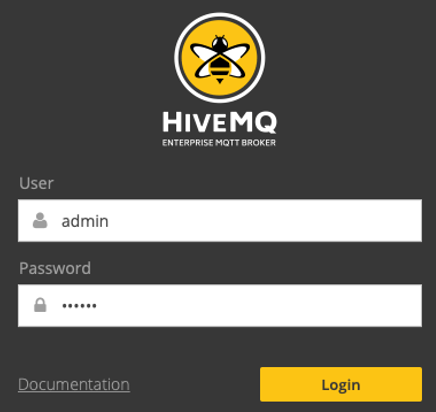 HIVEMQ
ENTERPRISE MQTT BROKER
User
admin
Password
••••••
Documentation
Login